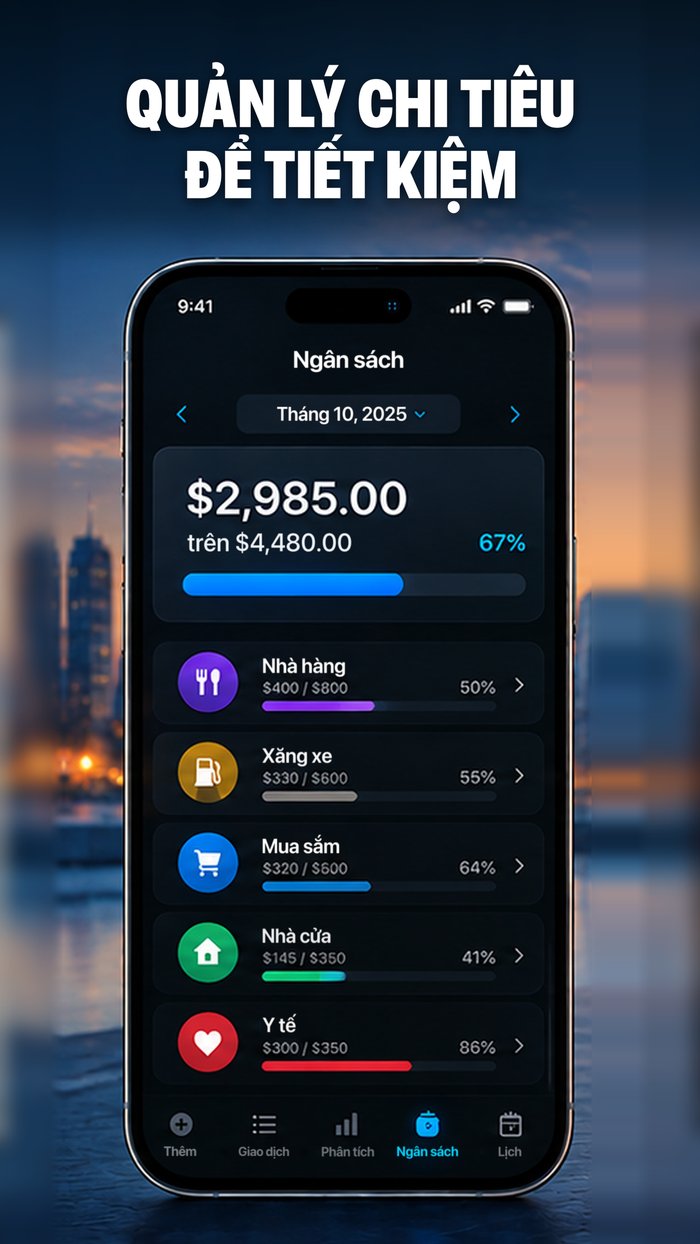 QUẢN LÝ CHI TIÊU
ĐỂ TIẾT KIỆM
9:41
Ngân sách
Tháng 10, 2025
$2,985.00
trên $4,480.00
67%
Nhà hàng
$400 / $800
50%
Xăng xe
$330 / $600
55%
Mua sắm
$320 / $500
64%
Nhà cửa
$145 / $350
41%
Y tế
$300 / $350
86%
Thêm
Giao dịch
Phân tích
Ngân sách
Lịch